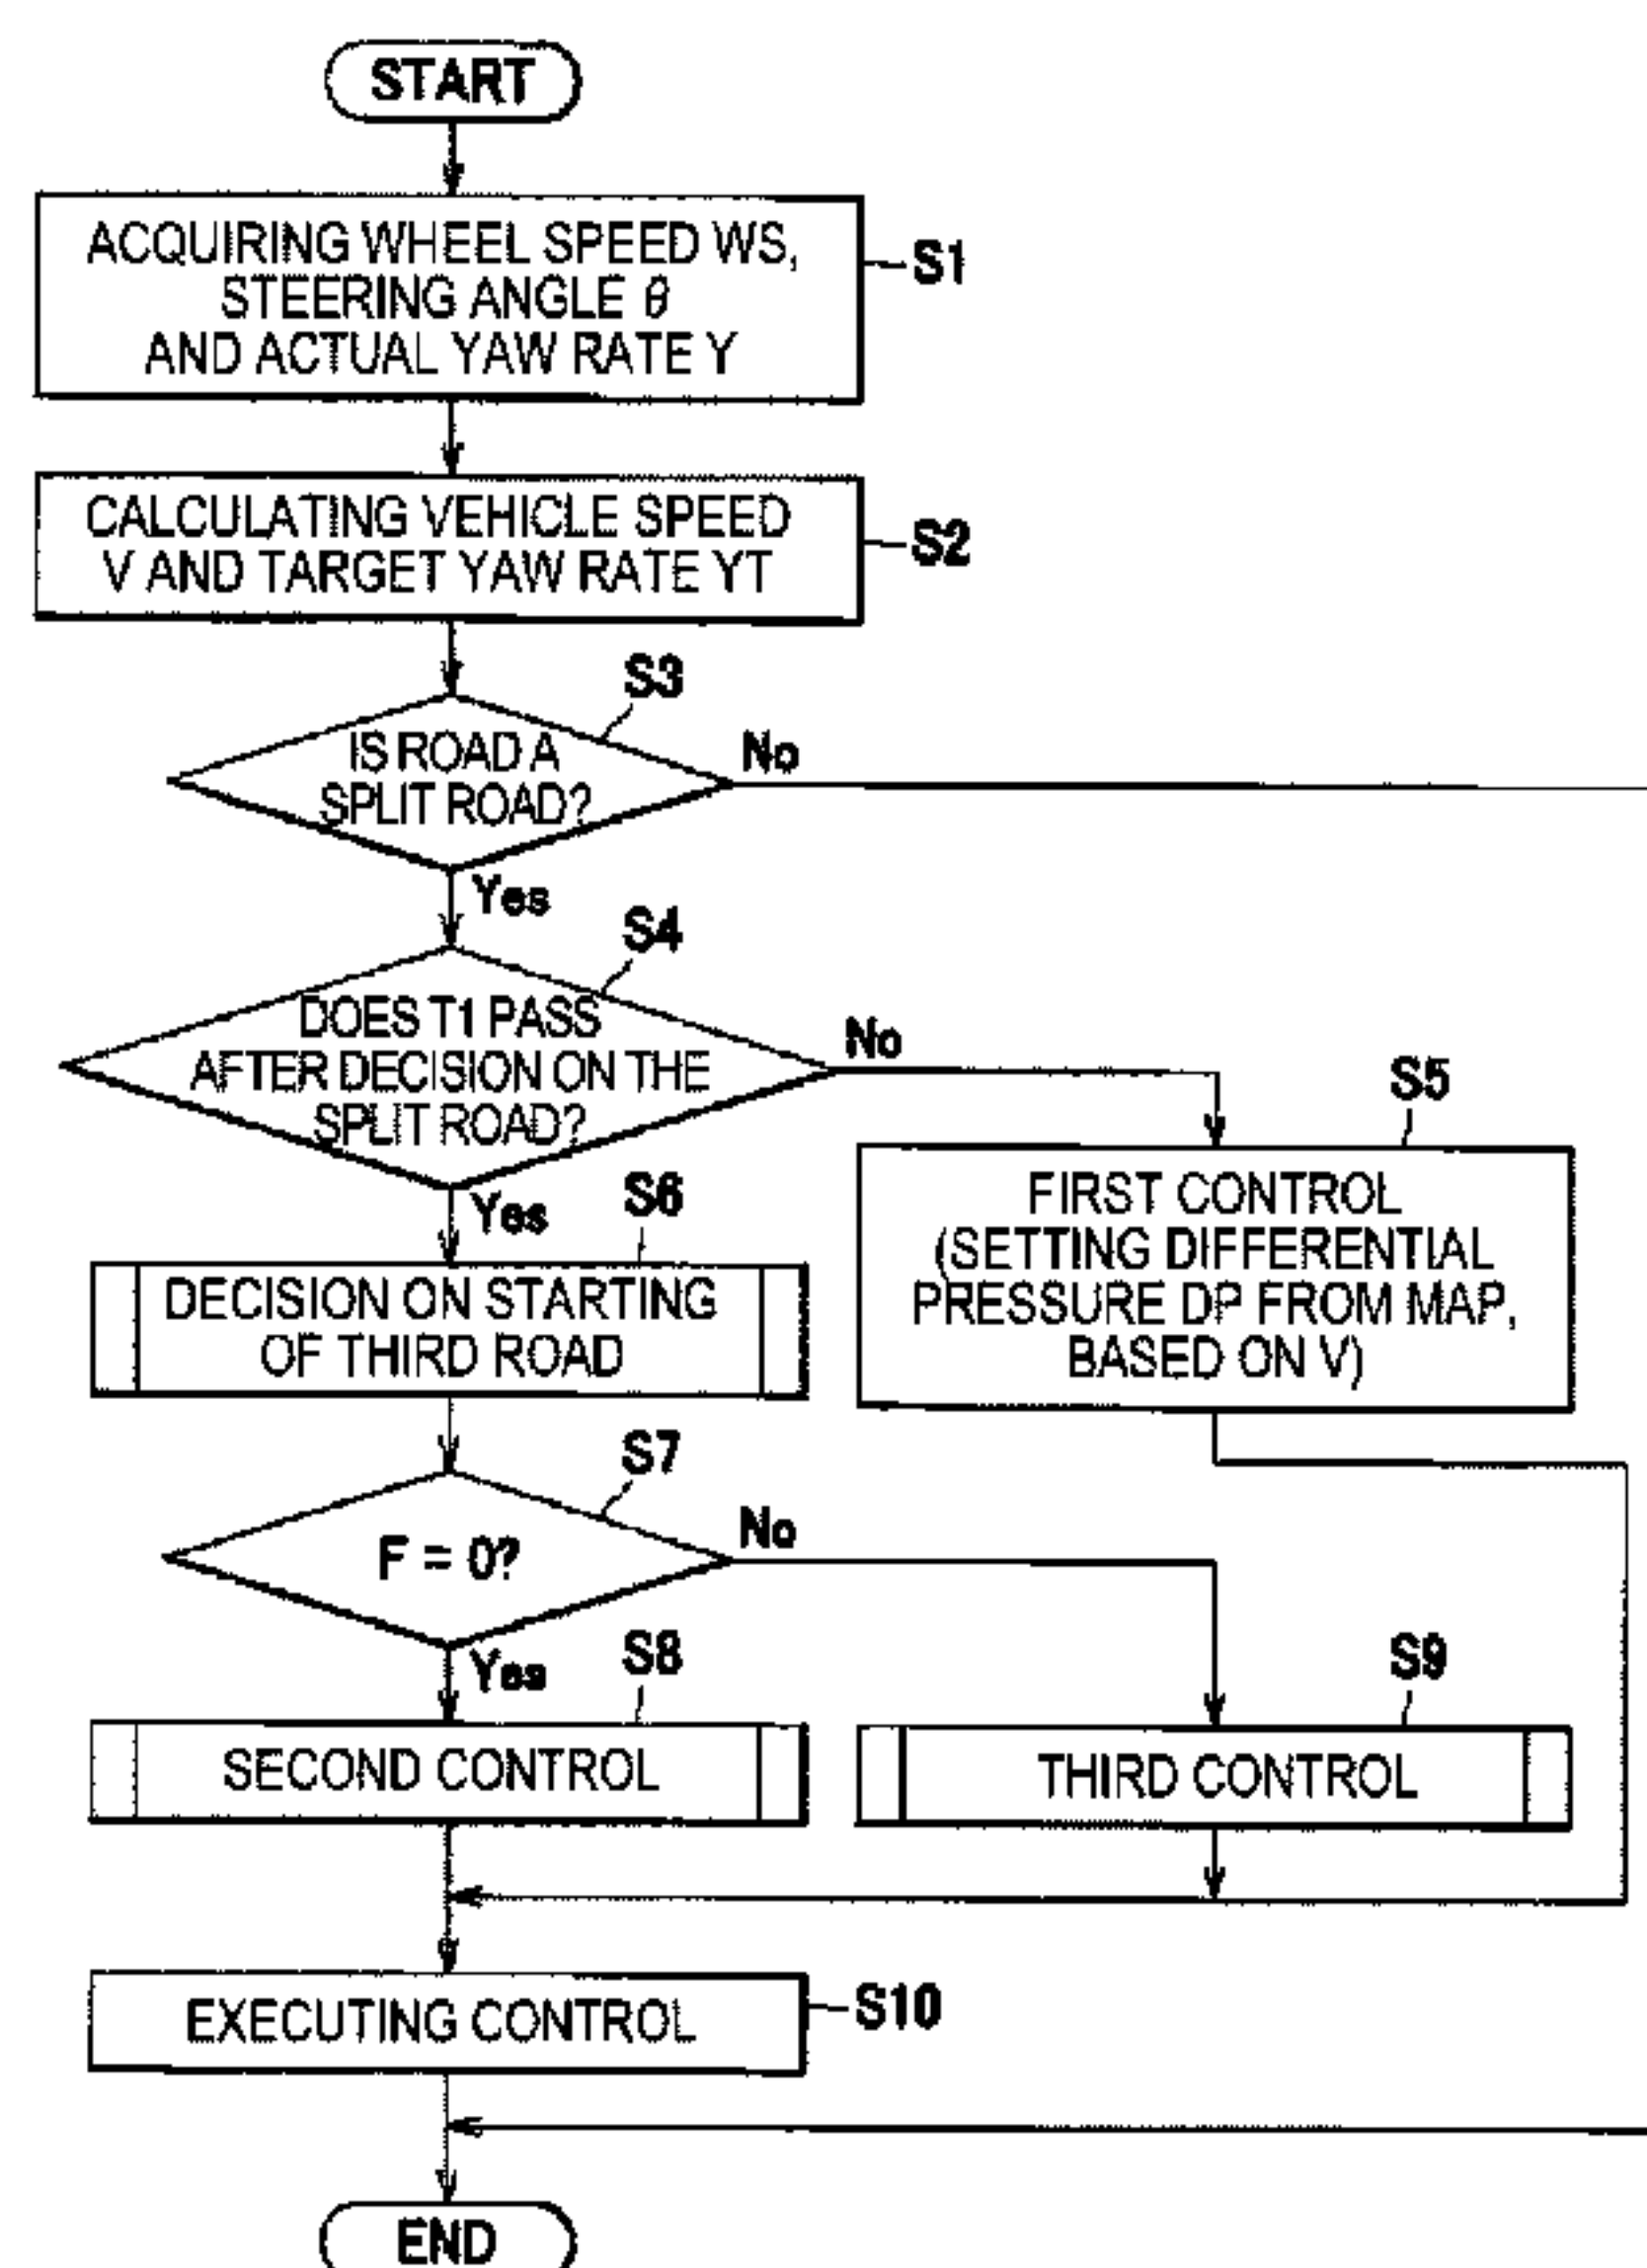 START
ACQUIRING WHEEL SPEED WS,
STEERING ANGLE θ
AND ACTUAL YAW RATE Y
S1
CALCULATING VEHICLE SPEED
V AND TARGET YAW RATE YT
S2
S3
IS ROAD A
SPLIT ROAD?
No
Yes
S4
DOES T1 PASS
AFTER DECISION ON THE
SPLIT ROAD?
No
Yes
S5
FIRST CONTROL
(SETTING DIFFERENTIAL
PRESSURE DP FROM MAP,
BASED ON V)
S6
DECISION ON STARTING
OF THIRD ROAD
S7
F = 0?
No
Yes
S8
SECOND CONTROL
S9
THIRD CONTROL
EXECUTING CONTROL
S10
END